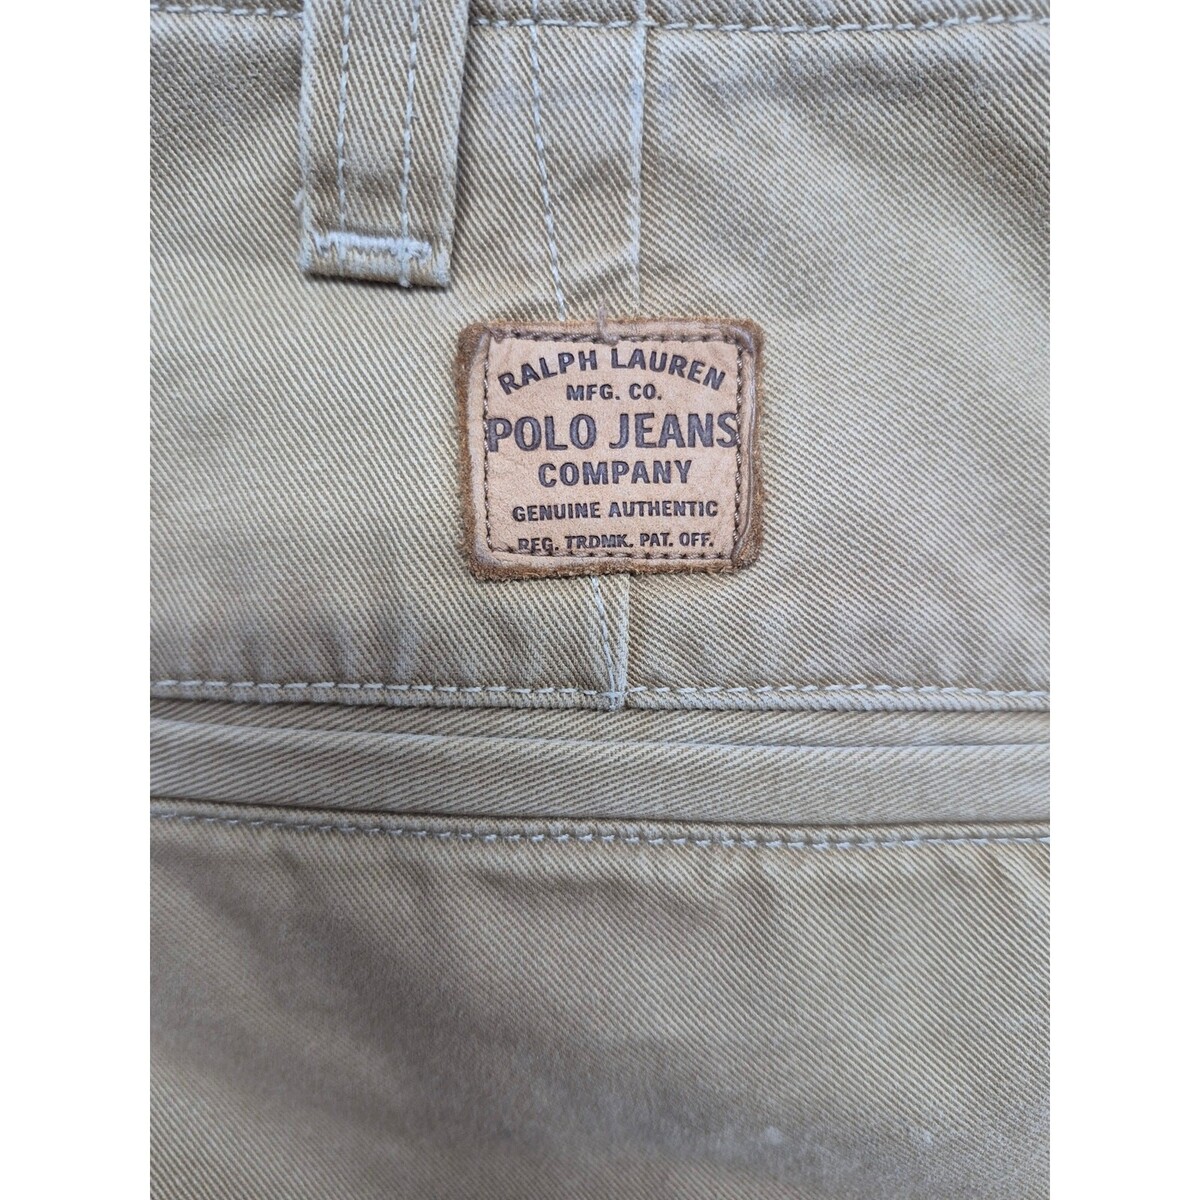 RALPH LAUREN
MFG. CO.
POLO JEANS
COMPANY
GENUINE AUTHENTIC
REG. TRDMK. PAT. OFF.